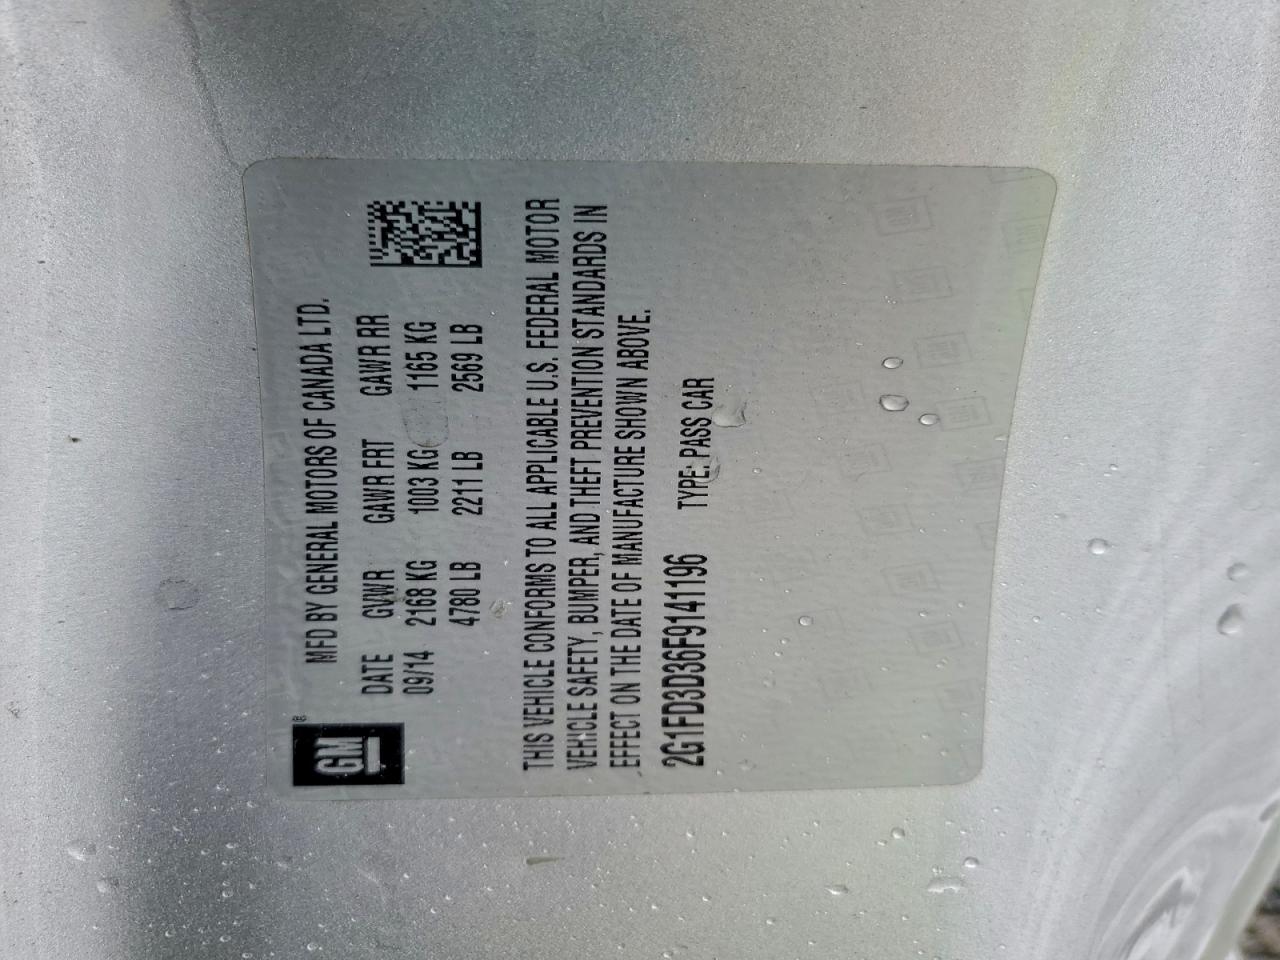 GM®
MFD BY GENERAL MOTORS OF CANADA LTD.
DATE GVWR GAWR FRT GAWR RR
09/14 2168 KG 1003 KG 1165 KG
4780 LB 2211 LB 2569 LB
THIS VEHICLE CONFORMS TO ALL APPLICABLE U.S. FEDERAL MOTOR
VEHICLE SAFETY, BUMPER, AND THEFT PREVENTION STANDARDS IN
EFFECT ON THE DATE OF MANUFACTURE SHOWN ABOVE.
2G1FD3D36F9141196 TYPE: PASS CAR